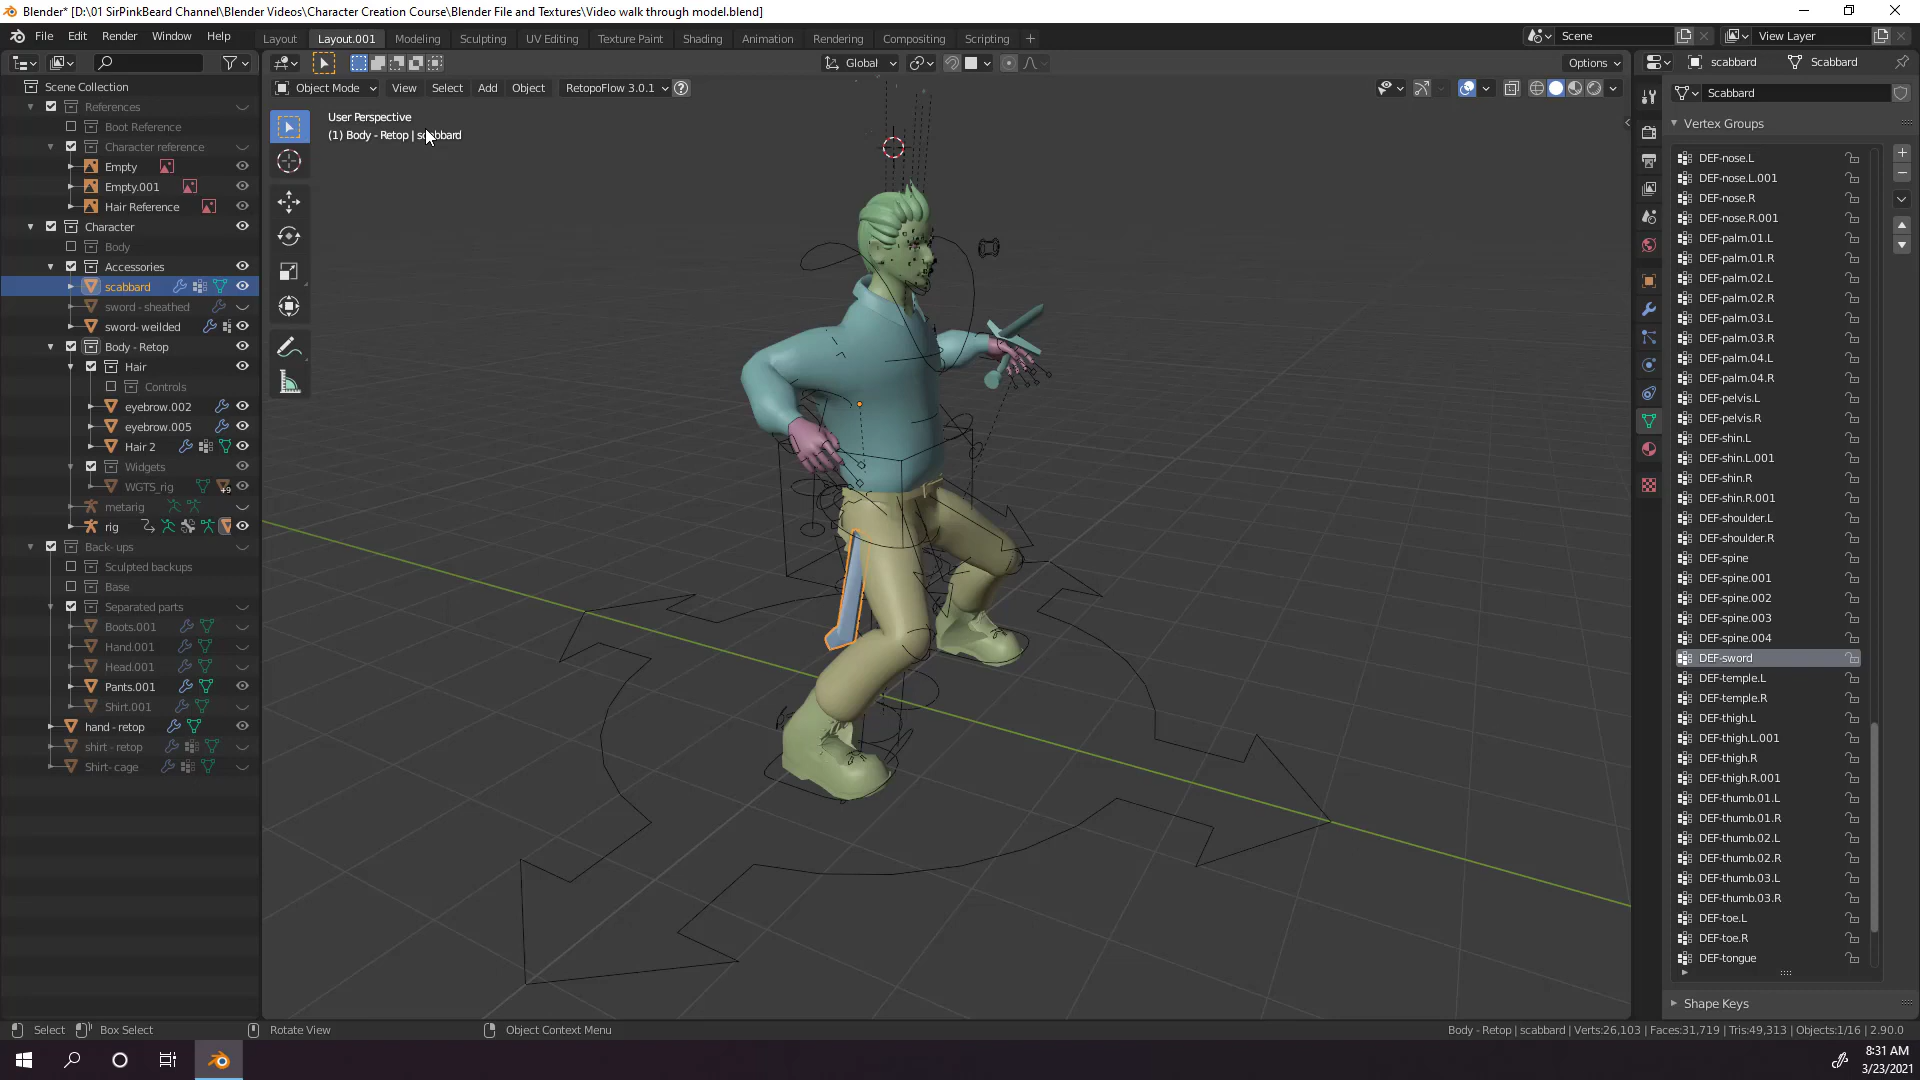 Blender* [D:\01 SirPinkBeard Channel\Blender Videos\Character Creation Course\Blender File and Textures\Video walk through model.blend]
File Edit Render Window Help
Layout Layout.001 Modeling Sculpting UV Editing Texture Paint Shading Animation Rendering Compositing Scripting
Scene
View Layer
Global
Options
scabbard
Scabbard
Object Mode View Select Add Object RetopoFlow 3.0.1
Scabbard
User Perspective
(1) Body - Retop | scabbard
Scene Collection
References
Boot Reference
Character reference
Empty
Empty.001
Hair Reference
Character
Body
Accessories
scabbard
sword - sheathed
sword- weilded
Body - Retop
Hair
Controls
eyebrow.002
eyebrow.005
Hair 2
Widgets
WGTS_rig
+9
metarig
rig
Back- ups
Sculpted backups
Base
Separated parts
Boots.001
Hand.001
Head.001
Pants.001
Shirt.001
hand - retop
shirt - retop
Shirt- cage
Vertex Groups
DEF-nose.L
DEF-nose.L.001
DEF-nose.R
DEF-nose.R.001
DEF-palm.01.L
DEF-palm.01.R
DEF-palm.02.L
DEF-palm.02.R
DEF-palm.03.L
DEF-palm.03.R
DEF-palm.04.L
DEF-palm.04.R
DEF-pelvis.L
DEF-pelvis.R
DEF-shin.L
DEF-shin.L.001
DEF-shin.R
DEF-shin.R.001
DEF-shoulder.L
DEF-shoulder.R
DEF-spine
DEF-spine.001
DEF-spine.002
DEF-spine.003
DEF-spine.004
DEF-sword
DEF-temple.L
DEF-temple.R
DEF-thigh.L
DEF-thigh.L.001
DEF-thigh.R
DEF-thigh.R.001
DEF-thumb.01.L
DEF-thumb.01.R
DEF-thumb.02.L
DEF-thumb.02.R
DEF-thumb.03.L
DEF-thumb.03.R
DEF-toe.L
DEF-toe.R
DEF-tongue
Shape Keys
Select Box Select Rotate View Object Context Menu
Body - Retop | scabbard | Verts:26,103 | Faces:31,719 | Tris:49,313 | Objects:1/16 | 2.90.0
8:31 AM
3/23/2021